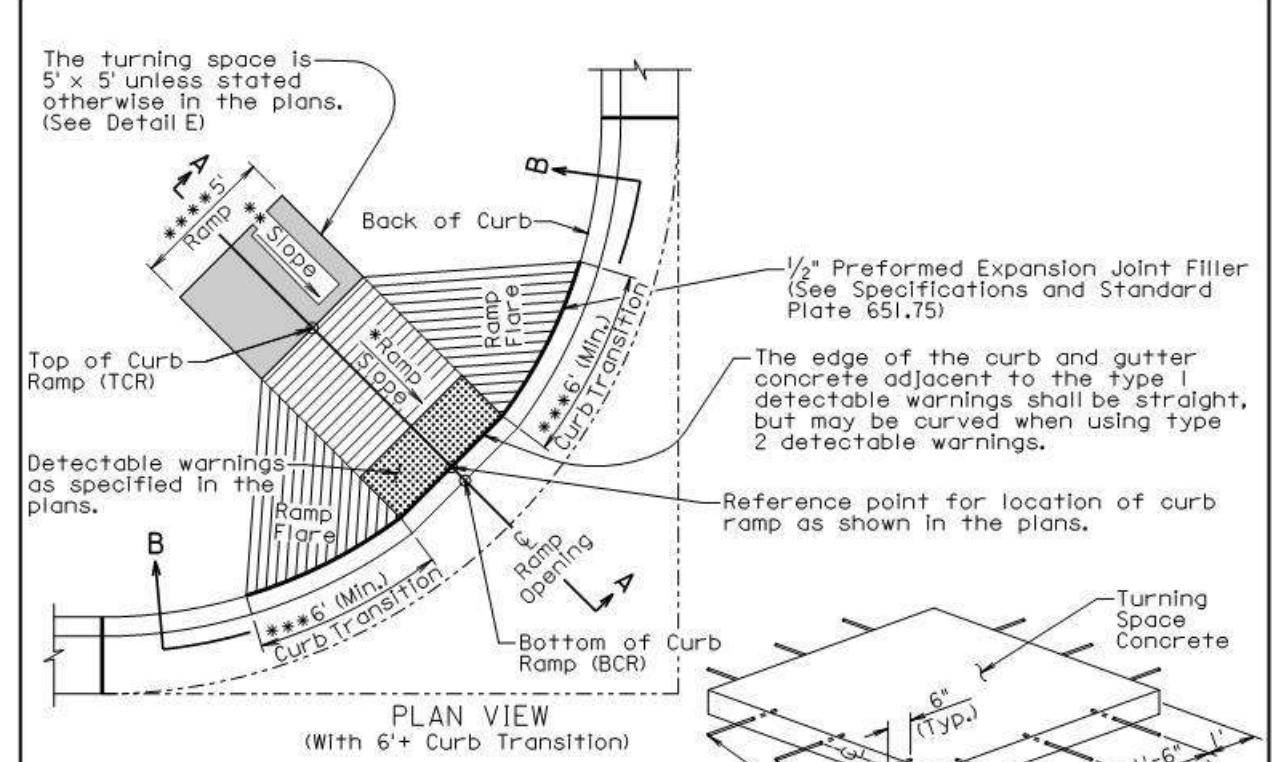 The turning space is
5' x 5' unless stated
otherwise in the plans.
(See Detail E)
A
****5'
Ramp
**
Slope
B
Back of Curb
1/2" Preformed Expansion Joint Filler
(See Specifications and Standard
Plate 651.75)
Ramp
Flare
***6' (Min.)
Curb Transition
Top of Curb
Ramp (TCR)
*Ramp
Slope
The edge of the curb and gutter
concrete adjacent to the type 1
detectable warnings shall be straight,
but may be curved when using type
2 detectable warnings.
Detectable warnings
as specified in the
plans.
Ramp
Flare
Reference point for location of curb
ramp as shown in the plans.
B
℄
Ramp
Opening
A
***6' (Min.)
Curb Transition
Bottom of Curb
Ramp (BCR)
Turning
Space
Concrete
6"
(Typ.)
1'
PLAN VIEW
(With 6'+ Curb Transition)